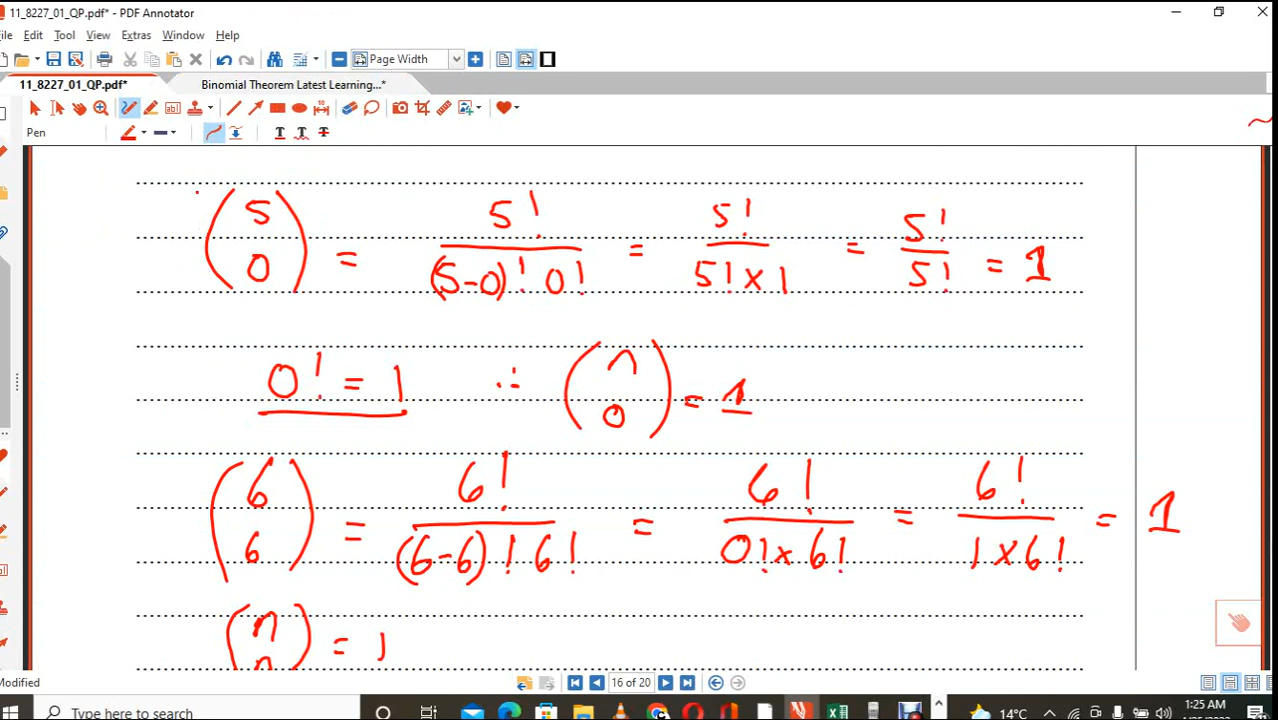 11_8227_01_QP.pdf* - PDF Annotator
ile Edit Tool View Extras Window Help
Page Width
11_8227_01_QP.pdf* Binomial Theorem Latest Learning...*
Pen
(5 0) = 5!/((5-0)! 0!) = 5!/(5! x 1) = 5!/5! = 1
0! = 1 ∴ (n 0) = 1
(6 6) = 6!/((6-6)! 6!) = 6!/(0! x 6!) = 6!/(1 x 6!) = 1
(n n) = 1
Modified 16 of 20
Type here to search 14°C 1:25 AM